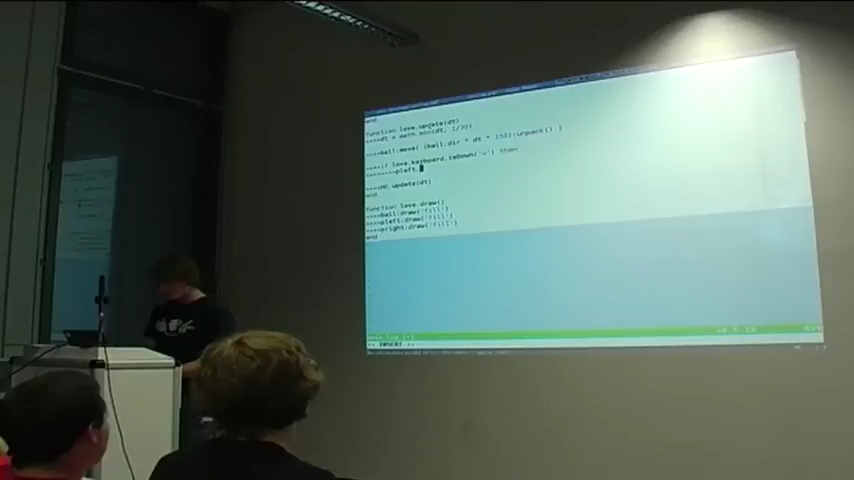 end
function love.update(dt)
>>>>dt = math.min(dt, 1/30)
>>>>ball:move( (ball.dir * dt * 150):unpack() )
>>>>if love.keyboard.isDown('w') then
>>>>>>>>pleft.
>>>>HC.update(dt)
end
function love.draw()
>>>>ball:draw('fill')
>>>>pleft:draw('fill')
>>>>pright:draw('fill')
end
-- INSERT --